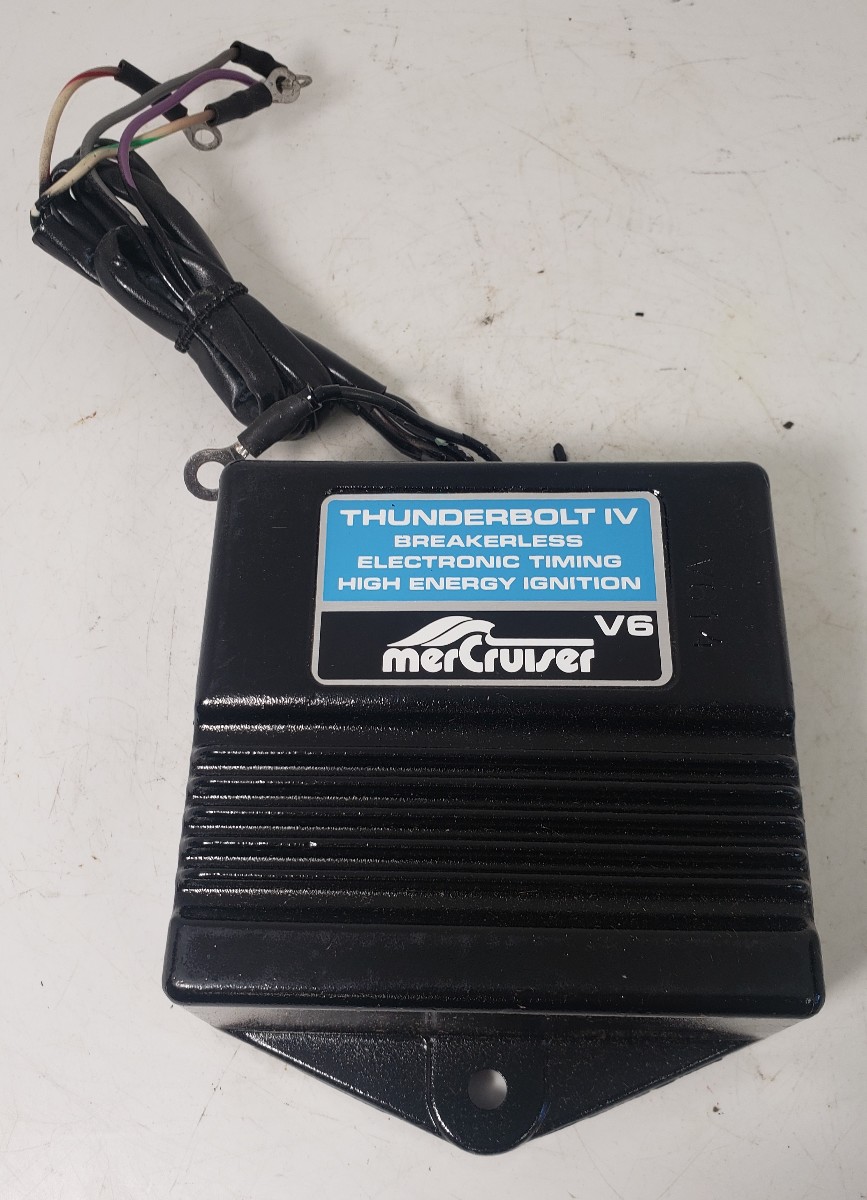 THUNDERBOLT IV
BREAKERLESS
ELECTRONIC TIMING
HIGH ENERGY IGNITION
V6
merCruiser